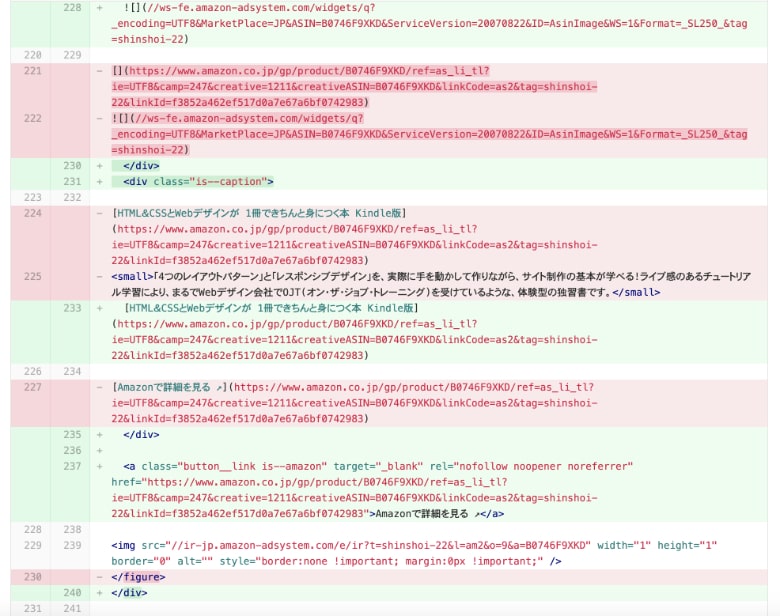 228 + ![](//ws-fe.amazon-adsystem.com/widgets/q?
_encoding=UTF8&MarketPlace=JP&ASIN=B0746F9XKD&ServiceVersion=20070822&ID=AsinImage&WS=1&Format=_SL250_&tag
=shinshoi-22)
220 229
221 - [](https://www.amazon.co.jp/gp/product/B0746F9XKD/ref=as_li_tl?
ie=UTF8&camp=247&creative=1211&creativeASIN=B0746F9XKD&linkCode=as2&tag=shinshoi-
22&linkId=f3852a462ef517d0a7e67a6bf0742983)
222 - ![](//ws-fe.amazon-adsystem.com/widgets/q?
_encoding=UTF8&MarketPlace=JP&ASIN=B0746F9XKD&ServiceVersion=20070822&ID=AsinImage&WS=1&Format=_SL250_&tag
=shinshoi-22)
230 + </div>
231 + <div class="is--caption">
223 232
224 - [HTML&CSSとWebデザインが 1冊できちんと身につく本 Kindle版]
(https://www.amazon.co.jp/gp/product/B0746F9XKD/ref=as_li_tl?
ie=UTF8&camp=247&creative=1211&creativeASIN=B0746F9XKD&linkCode=as2&tag=shinshoi-
22&linkId=f3852a462ef517d0a7e67a6bf0742983)
225 - <small>「4つのレイアウトパターン」と「レスポンシブデザイン」を、実際に手を動かして作りながら、サイト制作の基本が学べる！ライブ感のあるチュートリア
ル学習により、まるでWebデザイン会社でOJT(オン・ザ・ジョブ・トレーニング)を受けているような、体験型の独習書です。</small>
233 + [HTML&CSSとWebデザインが 1冊できちんと身につく本 Kindle版]
(https://www.amazon.co.jp/gp/product/B0746F9XKD/ref=as_li_tl?
ie=UTF8&camp=247&creative=1211&creativeASIN=B0746F9XKD&linkCode=as2&tag=shinshoi-
22&linkId=f3852a462ef517d0a7e67a6bf0742983)
226 234
227 - [Amazonで詳細を見る ↗](https://www.amazon.co.jp/gp/product/B0746F9XKD/ref=as_li_tl?
ie=UTF8&camp=247&creative=1211&creativeASIN=B0746F9XKD&linkCode=as2&tag=shinshoi-
22&linkId=f3852a462ef517d0a7e67a6bf0742983)
235 + </div>
236 +
237 + <a class="button__link is--amazon" target="_blank" rel="nofollow noopener noreferrer"
href="https://www.amazon.co.jp/gp/product/B0746F9XKD/ref=as_li_tl?
ie=UTF8&camp=247&creative=1211&creativeASIN=B0746F9XKD&linkCode=as2&tag=shinshoi-
22&linkId=f3852a462ef517d0a7e67a6bf0742983">Amazonで詳細を見る ↗</a>
228 238
229 239 <img src="//ir-jp.amazon-adsystem.com/e/ir?t=shinshoi-22&l=am2&o=9&a=B0746F9XKD" width="1" height="1"
border="0" alt="" style="border:none !important; margin:0px !important;" />
230 - </figure>
240 + </div>
231 241